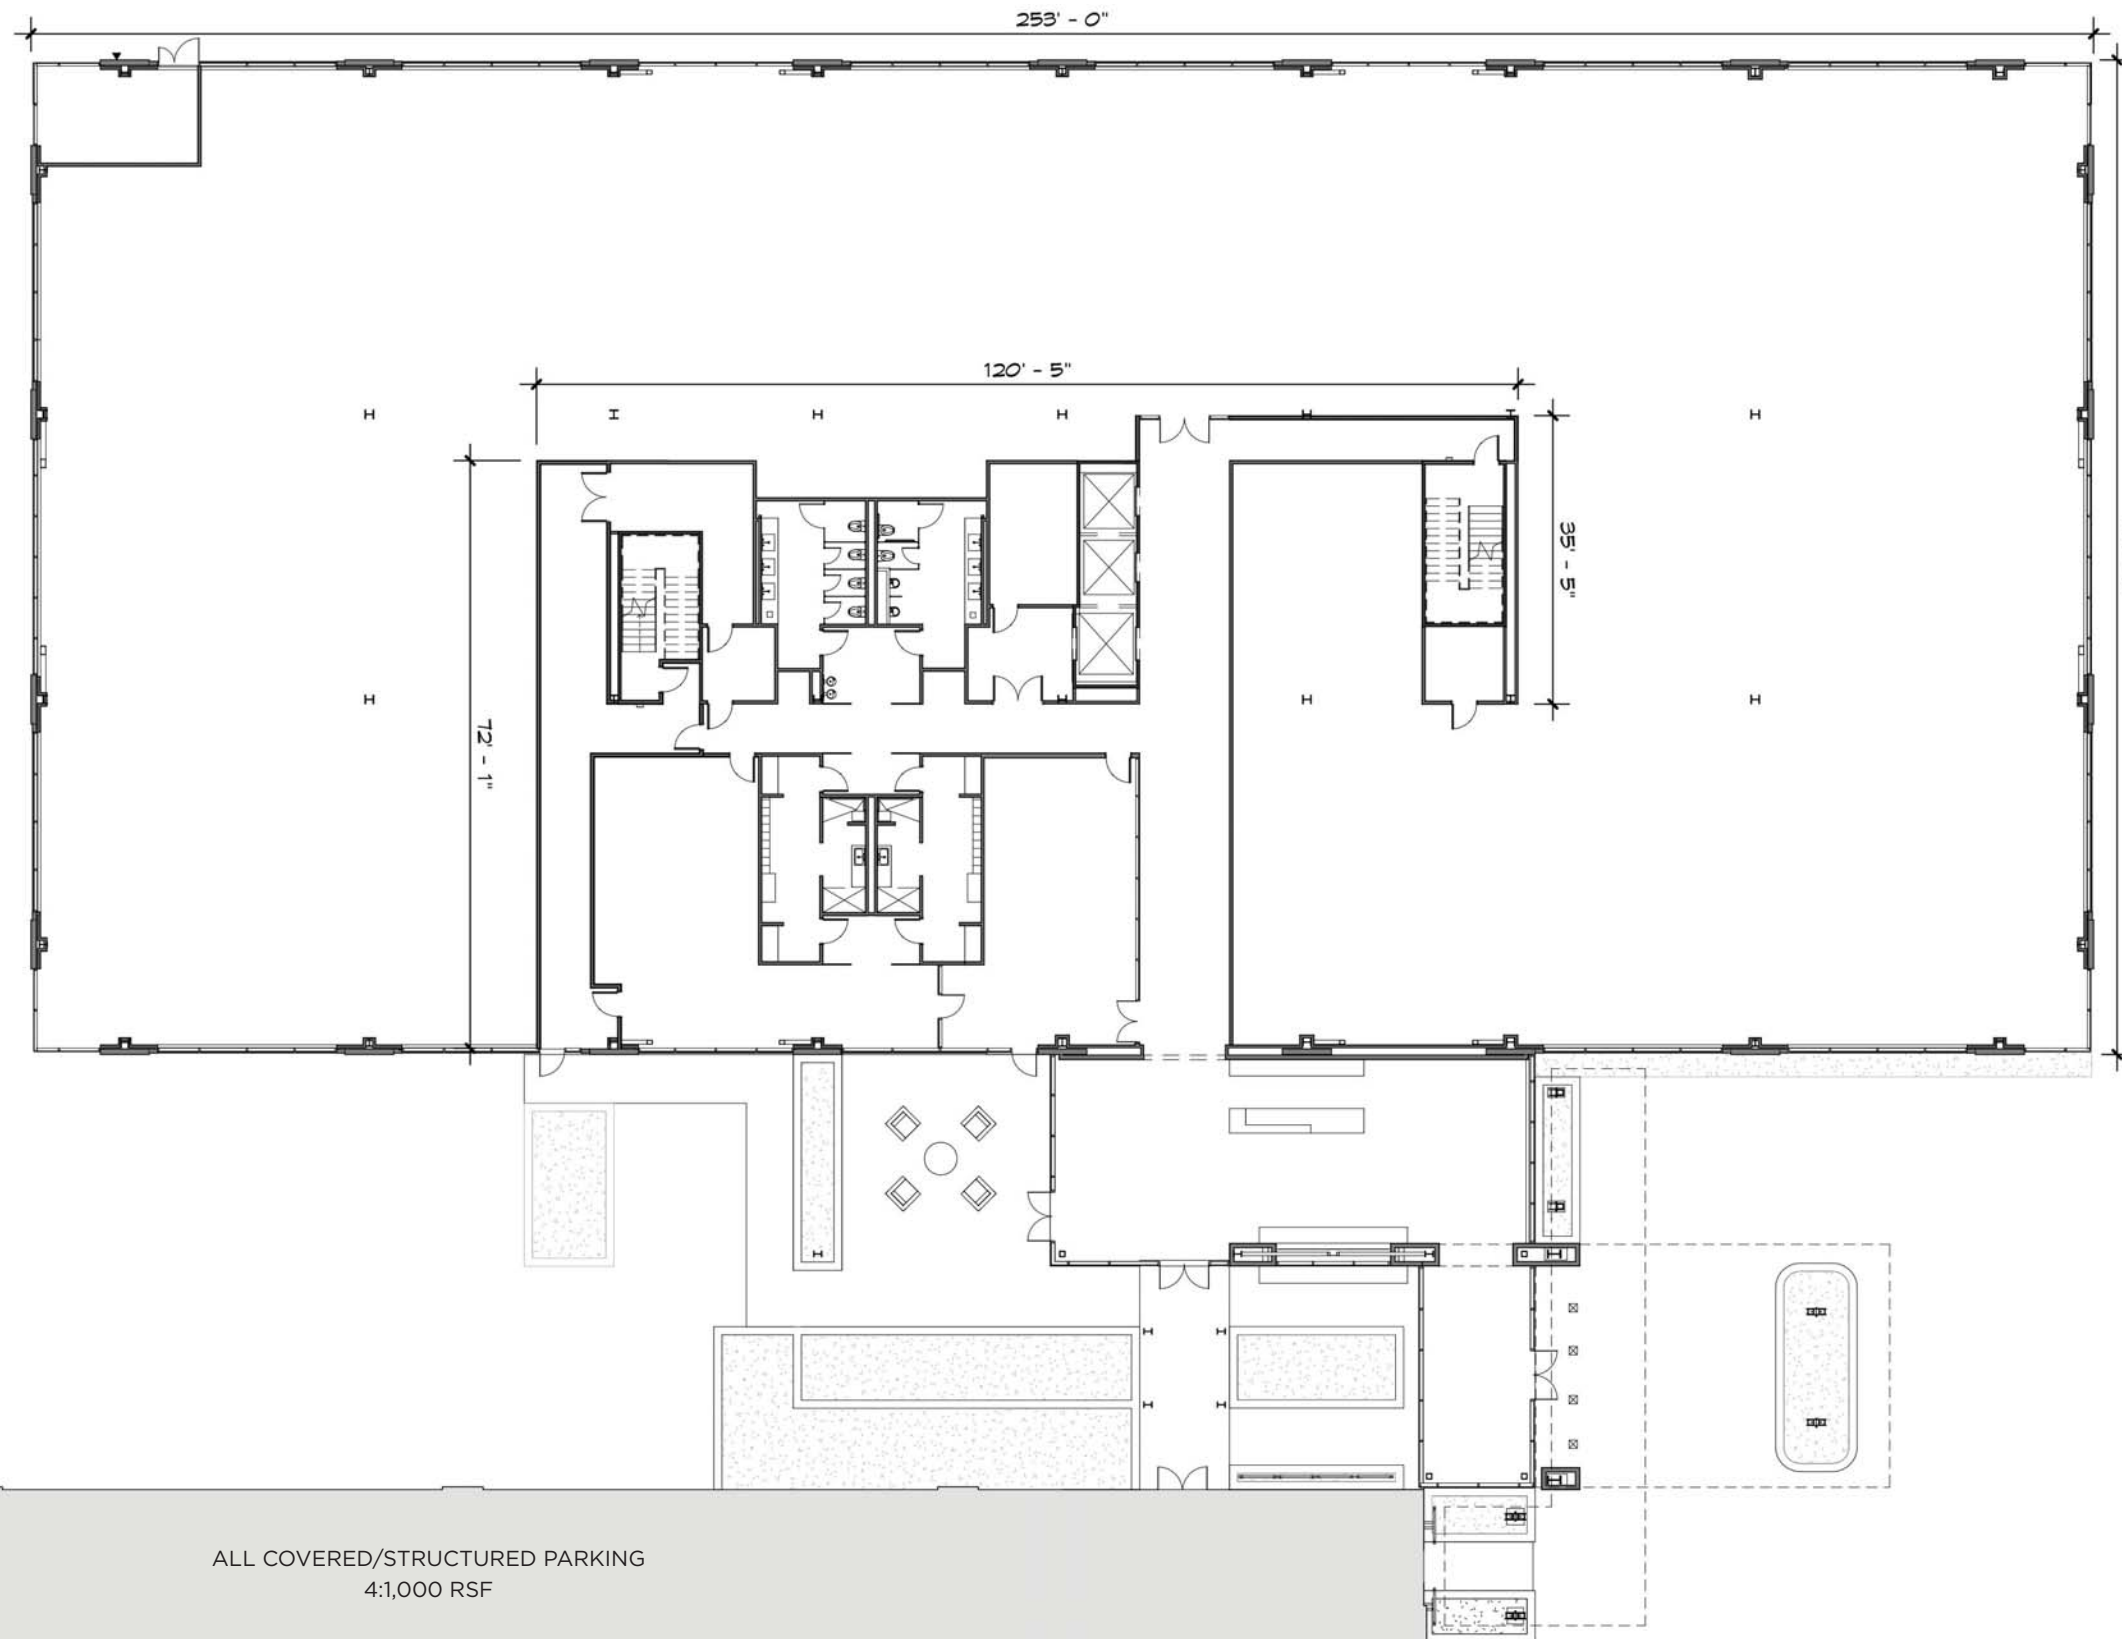 253' - 0"
120' - 5"
35' - 5"
72' - 1"
ALL COVERED/STRUCTURED PARKING
4:1,000 RSF